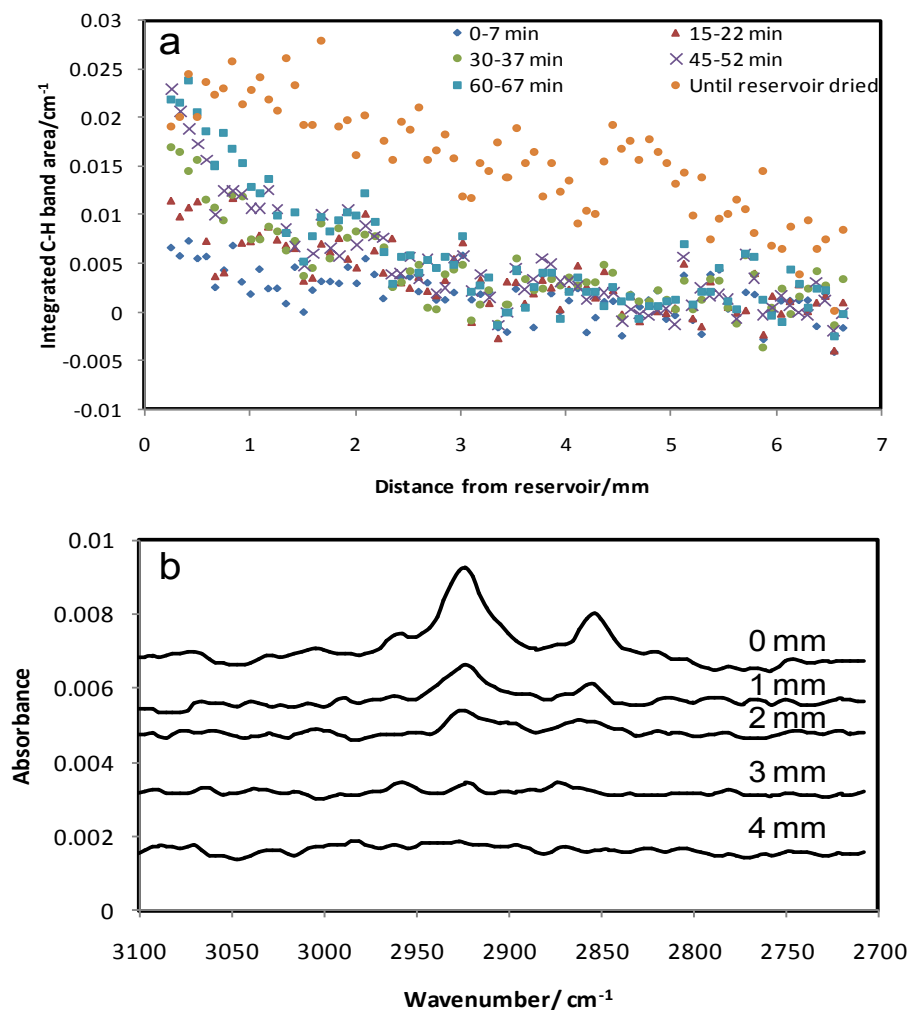 a
0-7 min
15-22 min
30-37 min
45-52 min
60-67 min
Until reservoir dried
0.03
0.025
0.02
0.015
0.01
0.005
0
-0.005
-0.01
Integrated C-H band area/cm-1
0 1 2 3 4 5 6 7
Distance from reservoir/mm
b
0.01
0.008
0.006
0.004
0.002
0
Absorbance
0 mm
1 mm
2 mm
3 mm
4 mm
3100 3050 3000 2950 2900 2850 2800 2750 2700
Wavenumber/ cm-1